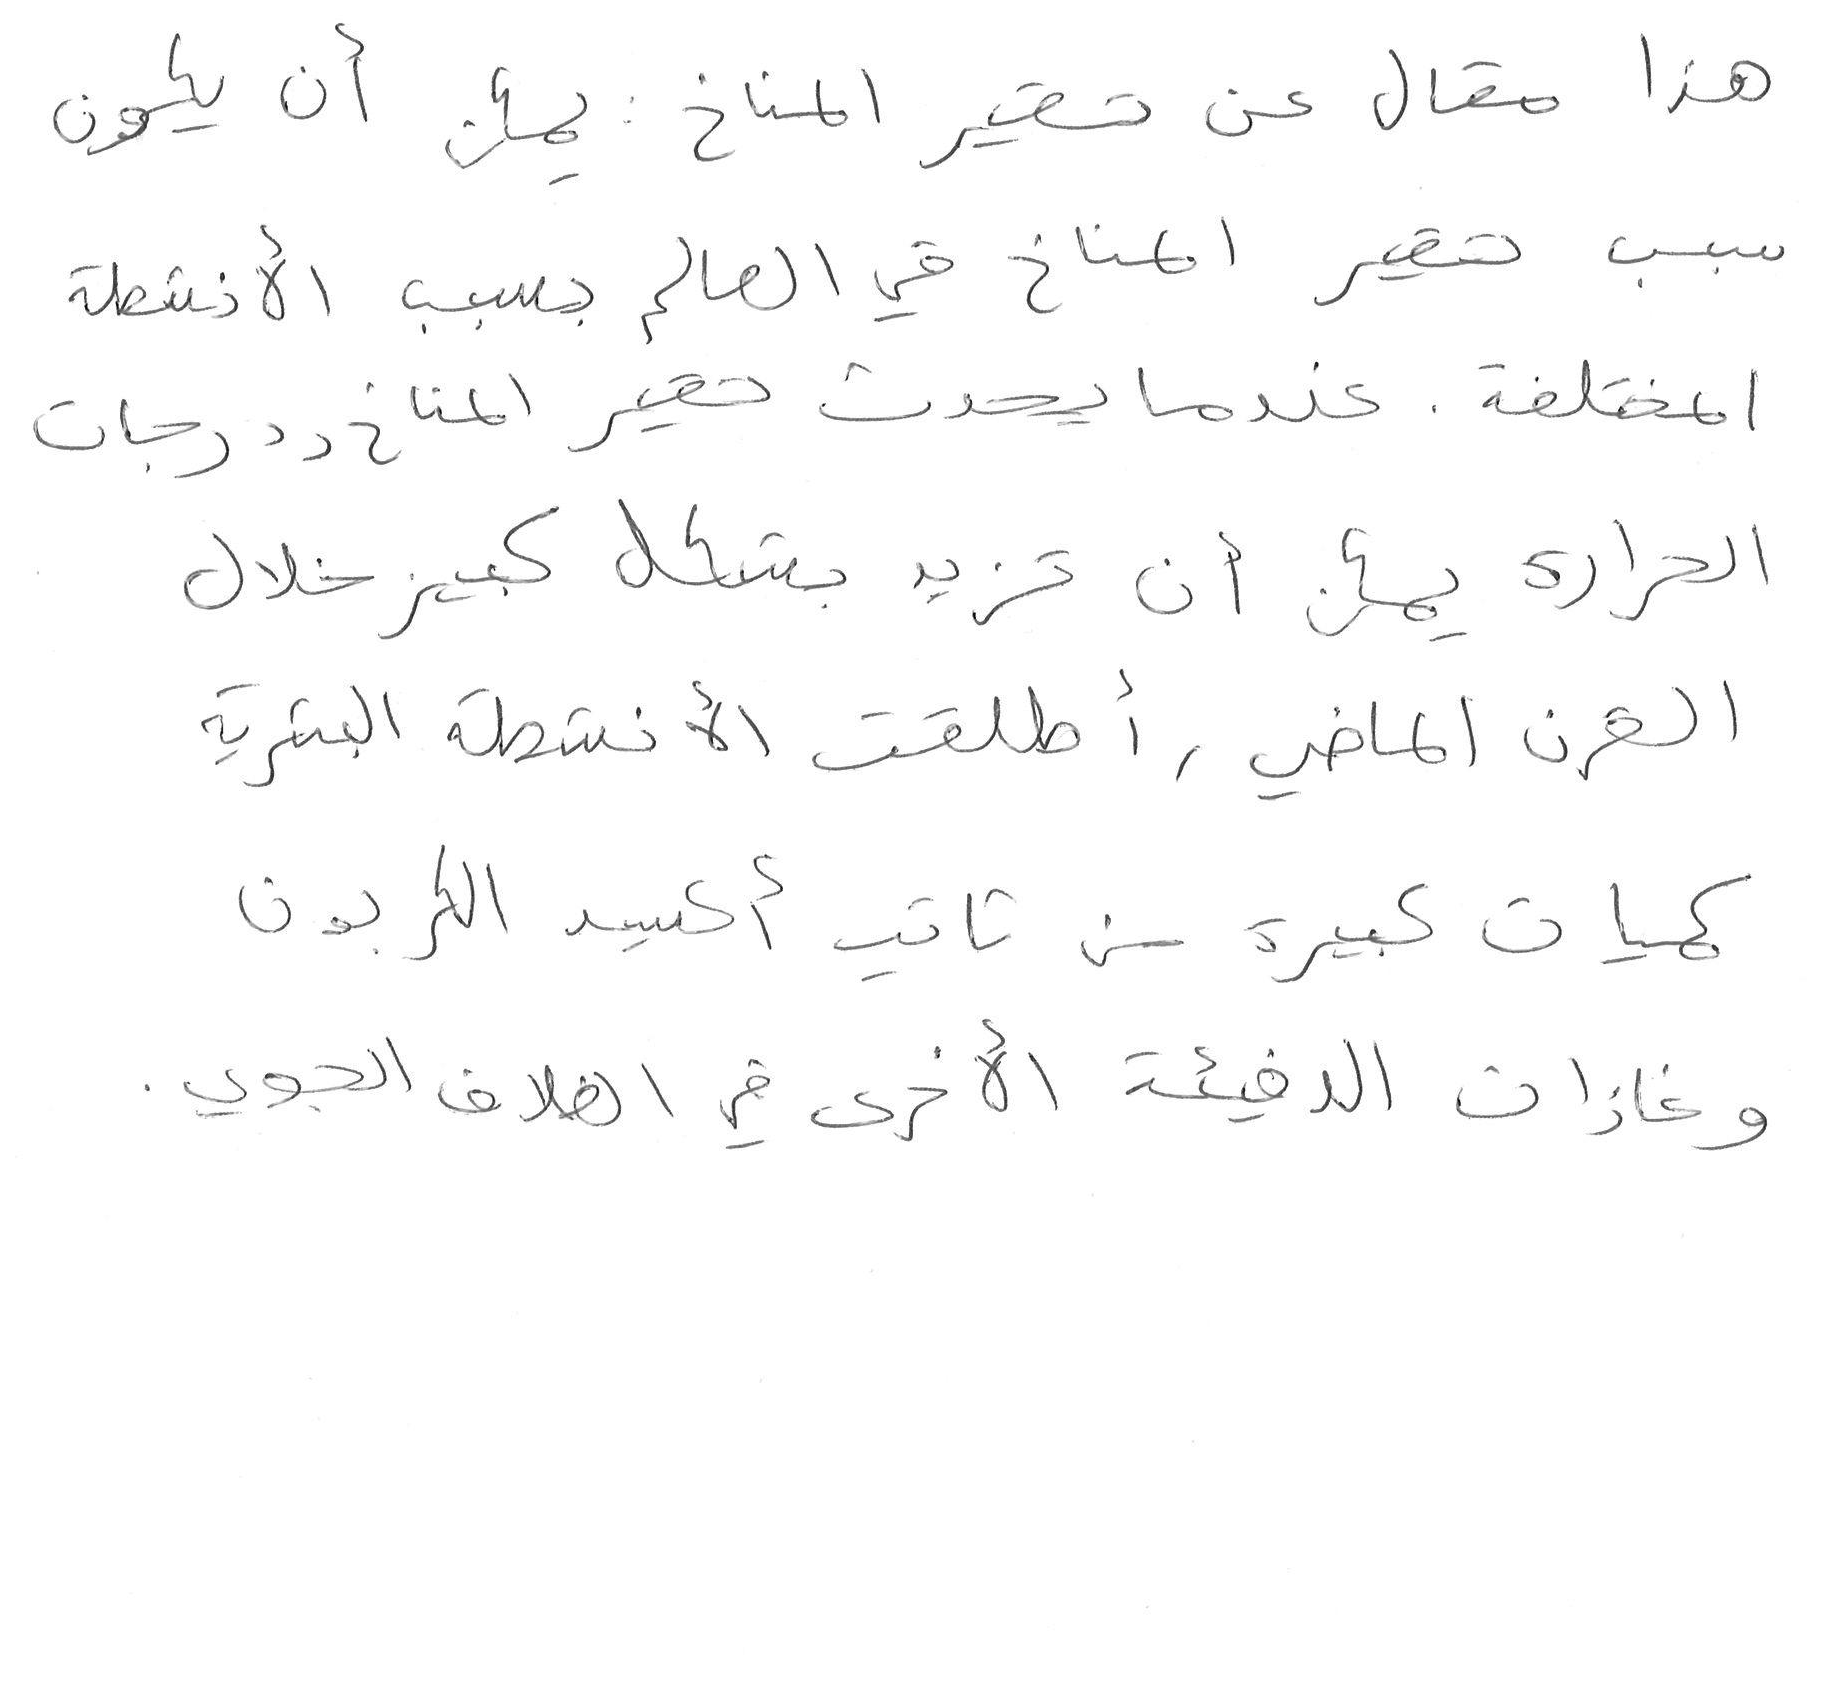 هذا مقال عن تغير المناخ : يمكن أن يكون
سبب تغير المناخ في العالم بسبب الأنشطة
المختلفة . عندما يحدث تغير المناخ ، درجات
الحراره يمكن أن تزيد بشكل كبير خلال
القرن الماضي ، أطلقت الأنشطة البشرية
كميات كبيرة من ثاني أكسيد الكربون
وغازات الدفيئة الأخرى في الغلاف الجوي .